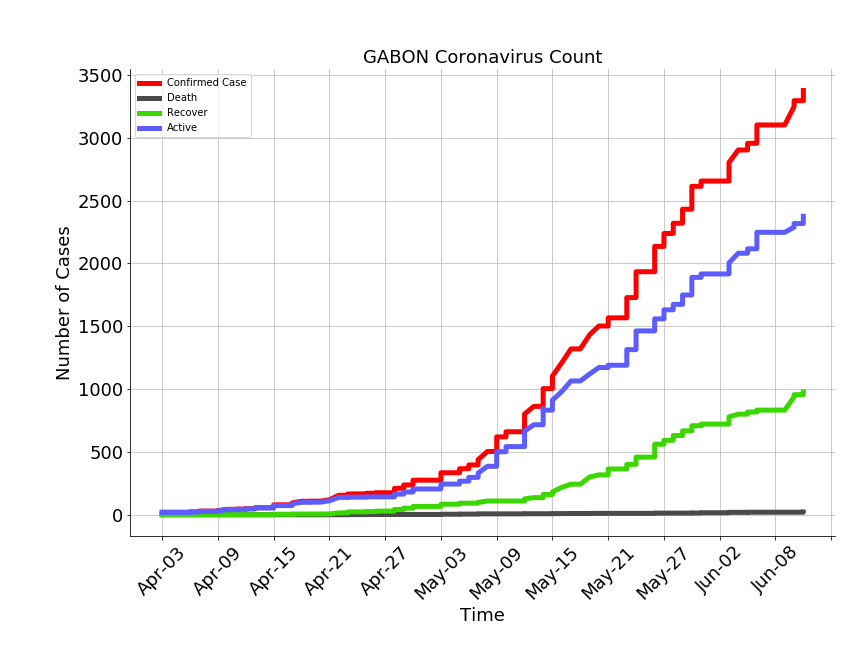 GABON Coronavirus Count
Confirmed Case
Death
Recover
Active
3500
3000
2500
2000
1500
1000
500
0
Number of Cases
Apr-03
Apr-09
Apr-15
Apr-21
Apr-27
May-03
May-09
May-15
May-21
May-27
Jun-02
Jun-08
Time